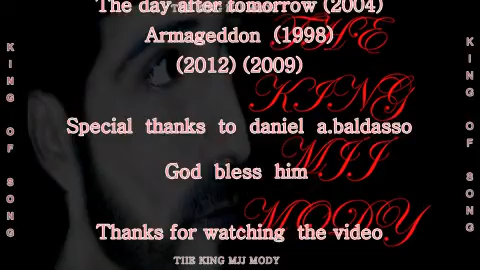 The day after tomorrow (2004)
Armageddon (1998)
(2012) (2009)
Special thanks to daniel a.baldasso
God bless him
Thanks for watching the video
THE
KING
MJJ
MODY
KING OF SONG
KING OF SONG
THE KING MJJ MODY